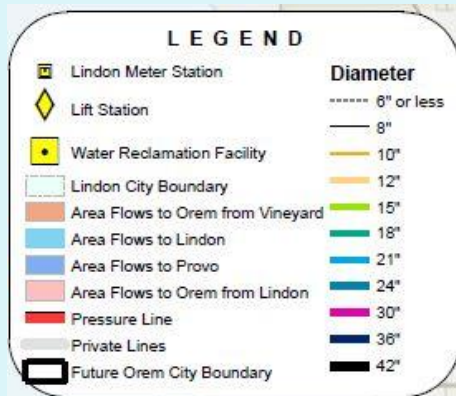 LEGEND
Lindon Meter Station
Lift Station
Water Reclamation Facility
Lindon City Boundary
Area Flows to Orem from Vineyard
Area Flows to Lindon
Area Flows to Provo
Area Flows to Orem from Lindon
Pressure Line
Private Lines
Future Orem City Boundary
Diameter
6" or less
8"
10"
12"
15"
18"
21"
24"
30"
36"
42"